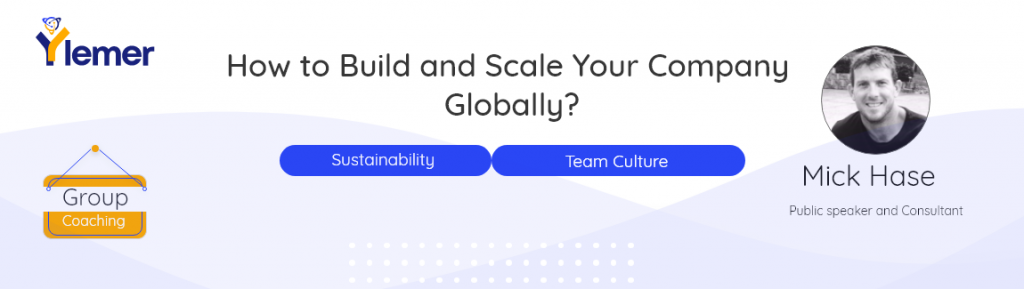 Ylemer
How to Build and Scale Your Company
Globally?
Sustainability
Team Culture
Group
Coaching
Mick Hase
Public speaker and Consultant